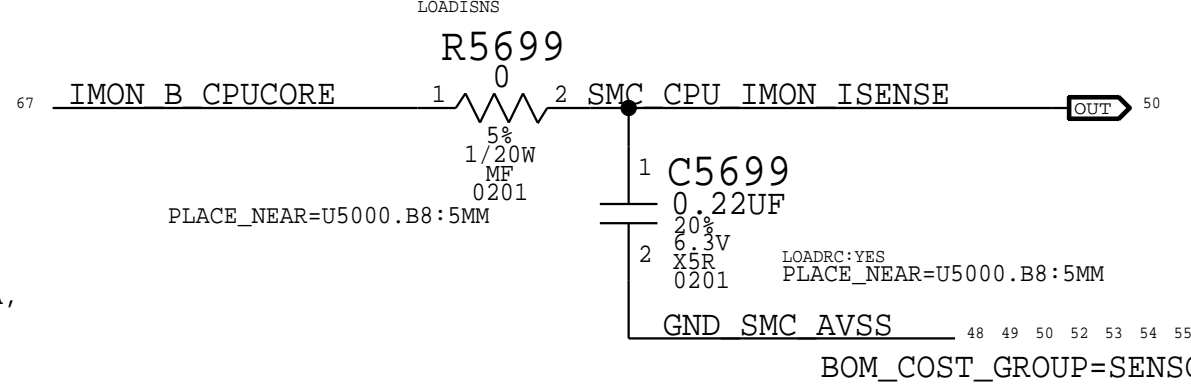 LOADISNS
R5699
0
67 IMON_B_CPUCORE 1 2 SMC_CPU_IMON_ISENSE OUT 50
5%
1/20W
MF
0201
PLACE_NEAR=U5000.B8:5MM
1 C5699
0.22UF
20%
6.3V
2 X5R
0201
LOADRC:YES
PLACE_NEAR=U5000.B8:5MM
GND_SMC_AVSS 48 49 50 52 53 54 55
BOM_COST_GROUP=SENSO